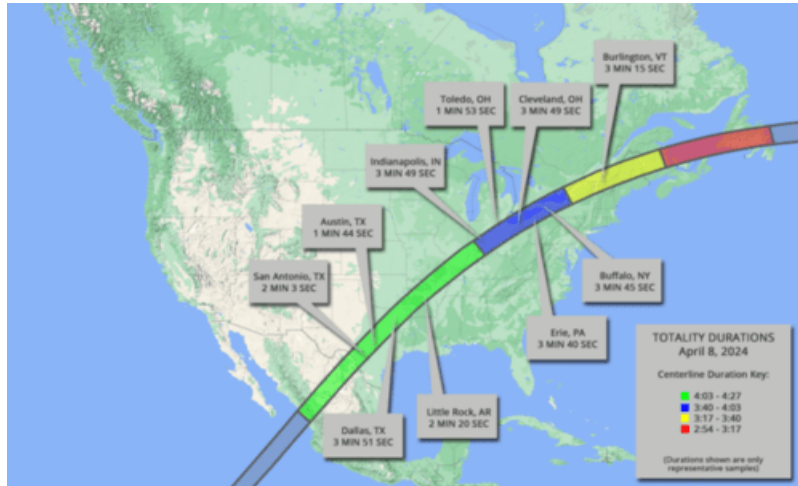 Burlington, VT
3 MIN 15 SEC
Toledo, OH
1 MIN 53 SEC
Cleveland, OH
3 MIN 49 SEC
Indianapolis, IN
3 MIN 49 SEC
Austin, TX
1 MIN 44 SEC
San Antonio, TX
2 MIN 3 SEC
Buffalo, NY
3 MIN 45 SEC
Erie, PA
3 MIN 40 SEC
Little Rock, AR
2 MIN 20 SEC
Dallas, TX
3 MIN 51 SEC
TOTALITY DURATIONS
April 8, 2024
Centerline Duration Key:
4:03 - 4:27
3:40 - 4:03
3:17 - 3:40
2:54 - 3:17
(Durations shown are only
representative samples)